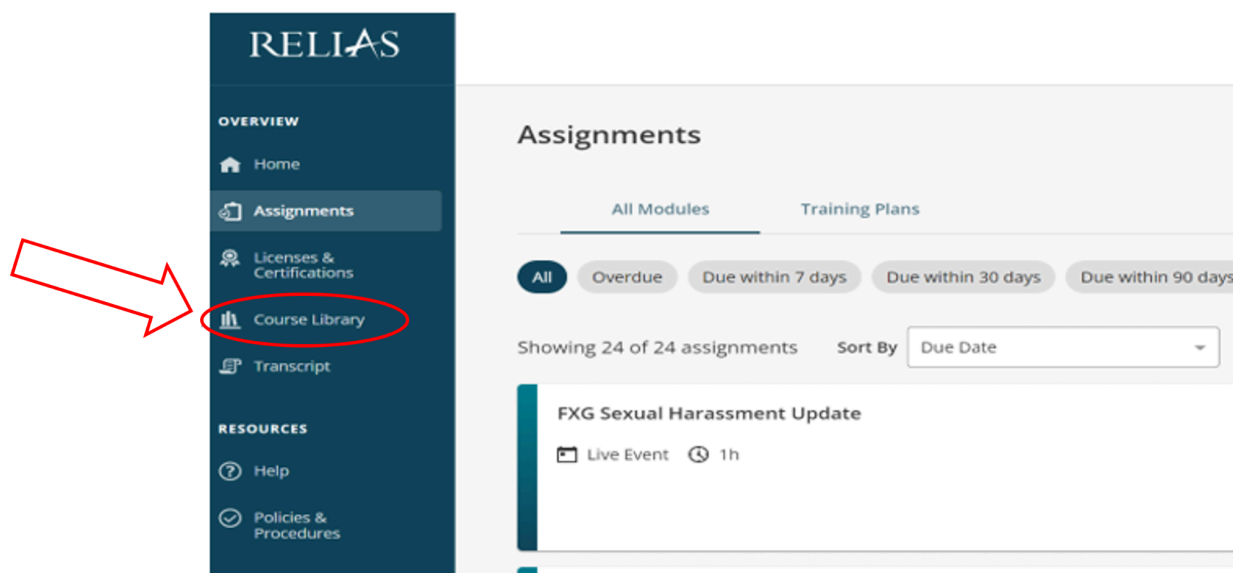 RELIAS
OVERVIEW
Home
Assignments
Licenses &
Certifications
Course Library
Transcript
RESOURCES
Help
Policies &
Procedures
Assignments
All Modules
Training Plans
All
Overdue
Due within 7 days
Due within 30 days
Due within 90 days
Showing 24 of 24 assignments
Sort By
Due Date
FXG Sexual Harassment Update
Live Event
1h